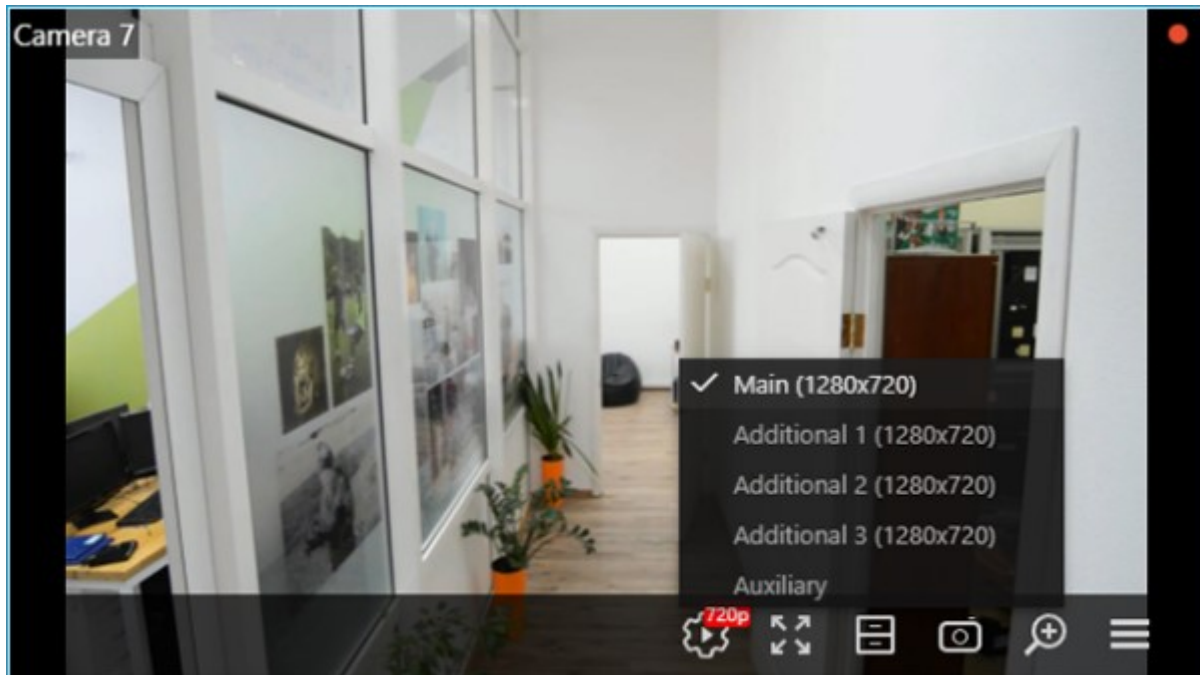 Camera 7
Main (1280x720)
Additional 1 (1280x720)
Additional 2 (1280x720)
Additional 3 (1280x720)
Auxiliary
720p